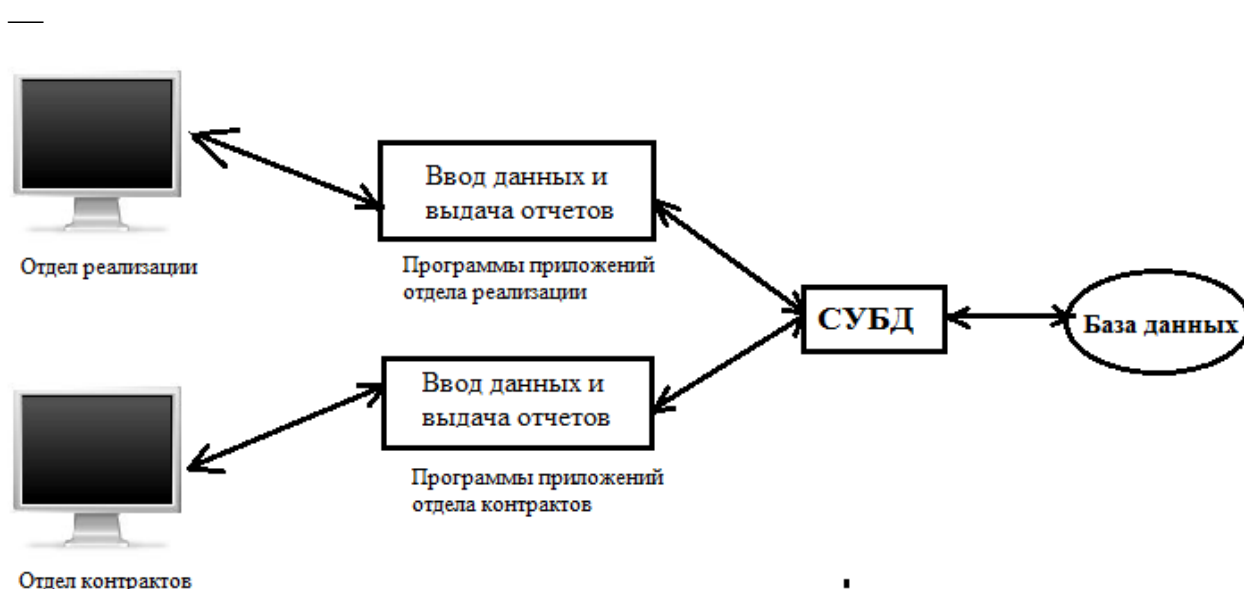 Ввод данных и
выдача отчетов
Отдел реализации
Программы приложений
отдела реализации
СУБД
База данных
Ввод данных и
выдача отчетов
Программы приложений
отдела контрактов
Отдел контрактов